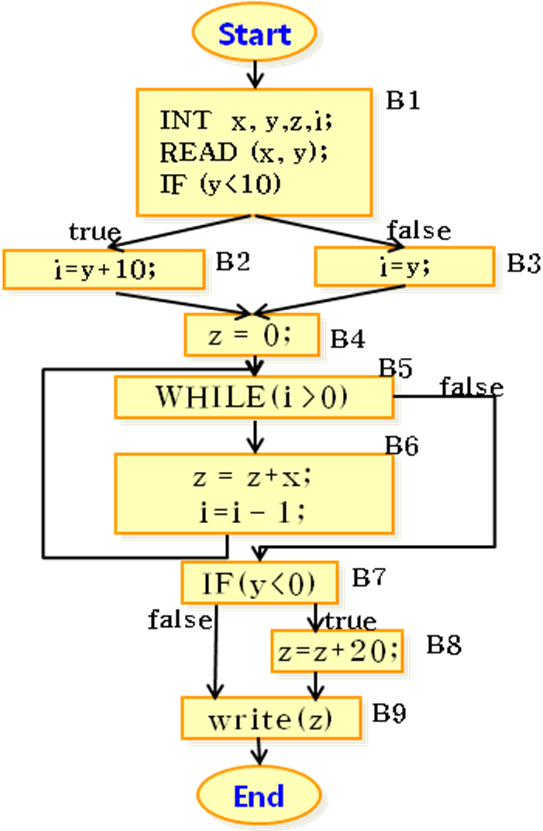 Start
B1
INT x, y,z,i;
READ (x, y);
IF (y<10)
true
false
i=y+10;
B2
i=y;
B3
z = 0;
B4
B5
WHILE(i >0)
false
B6
z = z+x;
i=i - 1;
IF(y<0)
B7
false
true
z=z+20;
B8
write(z)
B9
End